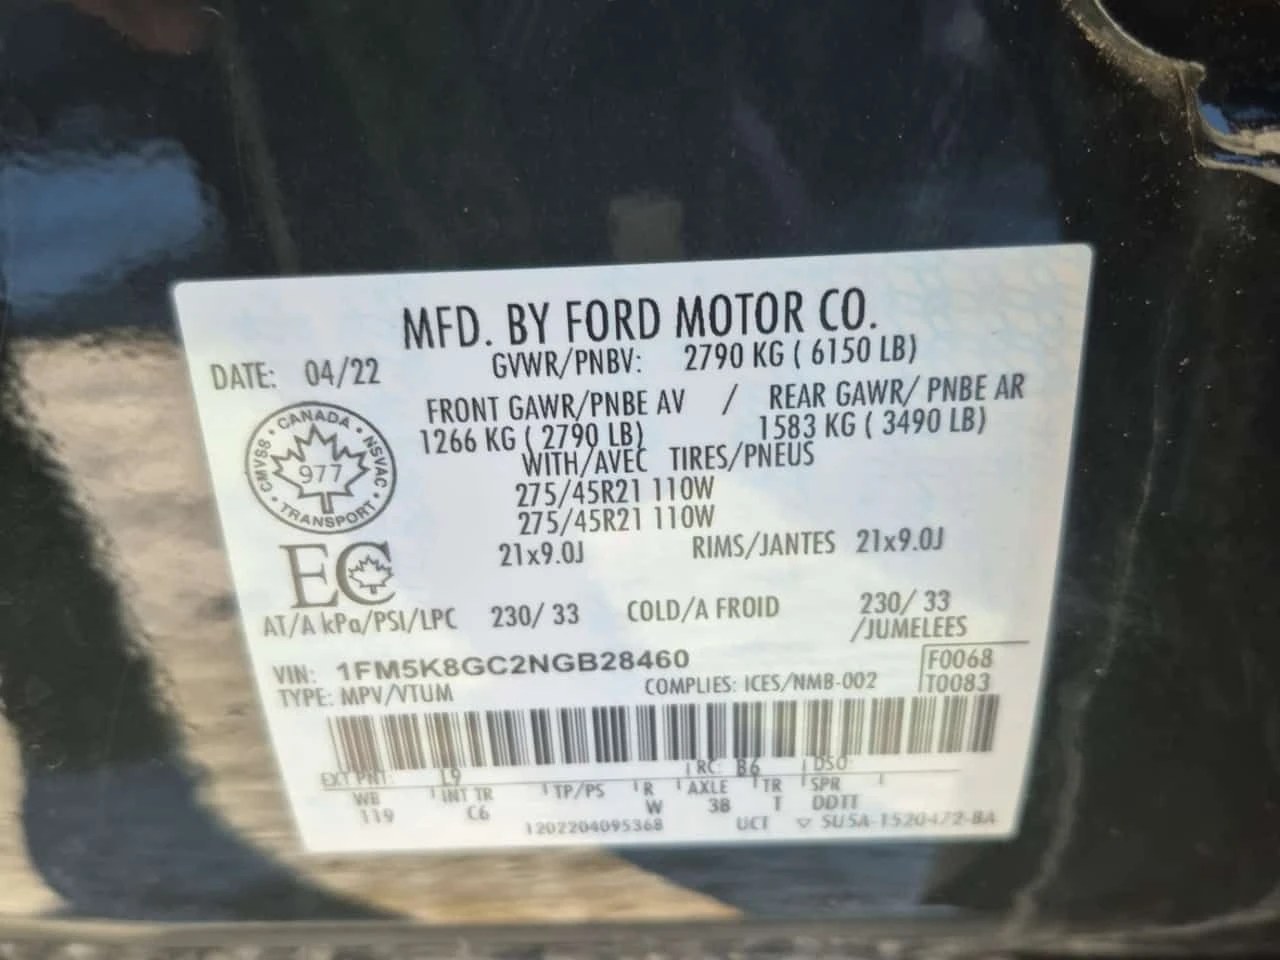 MFD. BY FORD MOTOR CO.
DATE: 04/22
GVWR/PNBV: 2790 KG ( 6150 LB)
FRONT GAWR/PNBE AV / REAR GAWR/ PNBE AR
1266 KG ( 2790 LB) 1583 KG ( 3490 LB)
WITH/AVEC TIRES/PNEUS
275/45R21 110W
275/45R21 110W
21x9.0J RIMS/JANTES 21x9.0J
CANADA • NSVAC • TRANSPORT • CMVSS •
977
EC
AT/A kPa/PSI/LPC 230/ 33 COLD/A FROID 230/ 33
/JUMELEES
VIN: 1FM5K8GC2NGB28460 F0068
TYPE: MPV/VTUM COMPLIES: ICES/NMB-002 T0083
EXT PNT: L9 RC: B6 DSO:
WB INT TR TP/PS R AXLE TR SPR
119 C6 W 3B T DDTT
1202204095368 UCT ▽ SU5A-1520472-BA